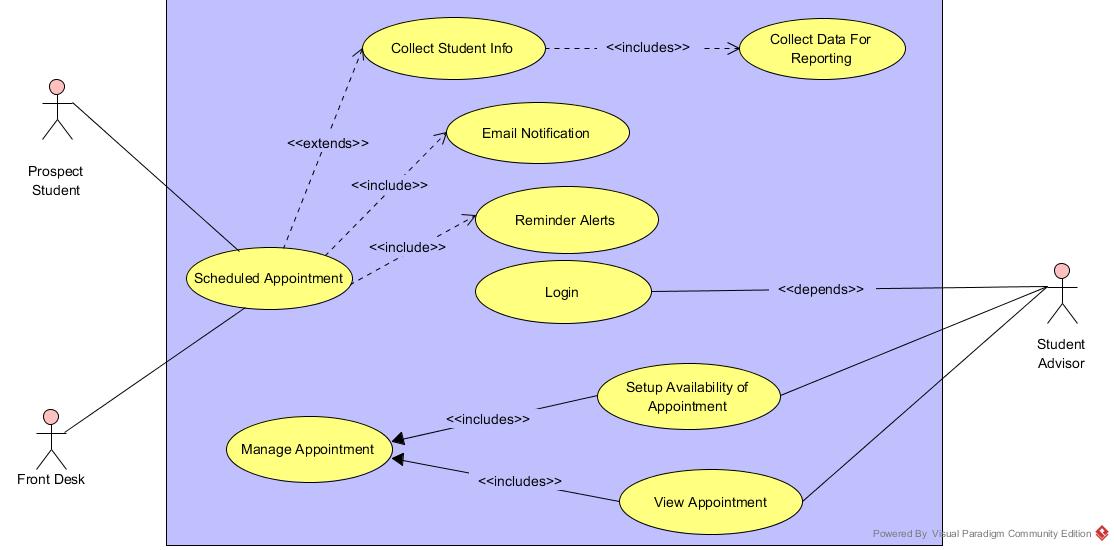 Collect Student Info
<<includes>>
Collect Data For
Reporting
<<extends>>
Email Notification
<<include>>
Prospect
Student
Reminder Alerts
<<include>>
Scheduled Appointment
Login
<<depends>>
Student
Advisor
Setup Availability of
Appointment
<<includes>>
Manage Appointment
Front Desk
<<includes>>
View Appointment
Powered By Visual Paradigm Community Edition